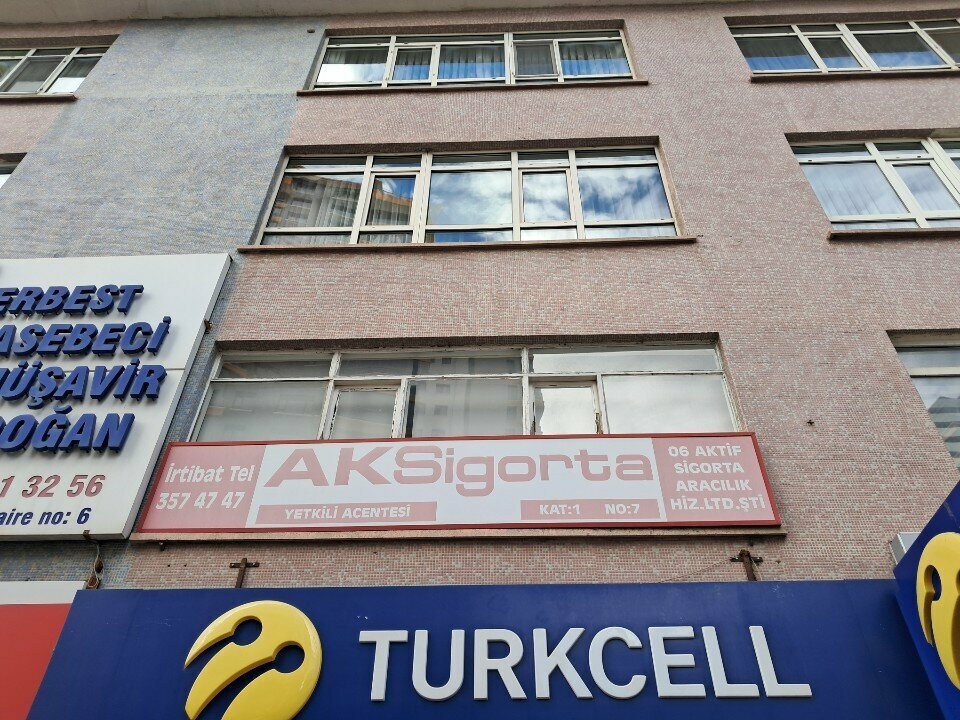 ERBEST
ASEBECİ
ÜŞAVİR
OĞAN
1 32 56
aire no: 6
İrtibat Tel
357 47 47
AKSigorta
YETKİLİ ACENTESİ
KAT:1 NO:7
06 AKTİF
SİGORTA
ARACILIK
HİZ.LTD.ŞTİ
TURKCELL